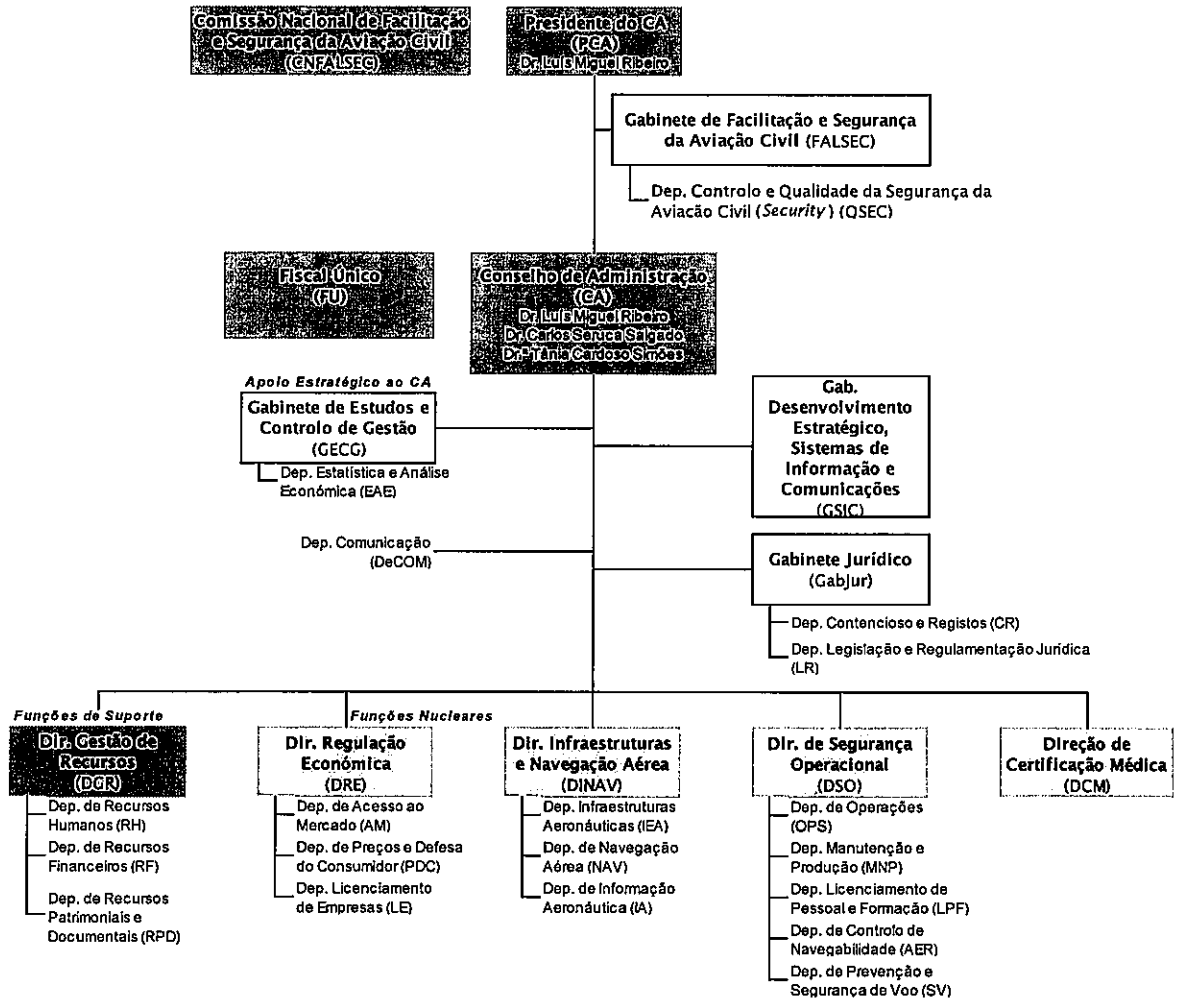 Comissão Nacional de Facilitação
e Segurança da Aviação Civil
(CNFALSEC)
Presidente do CA
(PCA)
Dr. Luís Miguel Ribeiro
Gabinete de Facilitação e Segurança
da Aviação Civil (FALSEC)
Dep. Controlo e Qualidade da Segurança da
Aviacão Civil (Security) (QSEC)
Fiscal Único
(FU)
Conselho de Administração
(CA)
Dr. Luís Miguel Ribeiro
Dr. Carlos Seruca Salgado
Dr.ª Tânia Cardoso Simões
Apoio Estratégico ao CA
Gabinete de Estudos e
Controlo de Gestão
(GECG)
Dep. Estatística e Análise
Económica (EAE)
Gab.
Desenvolvimento
Estratégico,
Sistemas de
Informação e
Comunicações
(GSIC)
Dep. Comunicação
(DeCOM)
Gabinete Jurídico
(GabJur)
Dep. Contencioso e Registos (CR)
Dep. Legislação e Regulamentação Jurídica
(LR)
Funções de Suporte
Dir. Gestão de
Recursos
(DGR)
Dep. de Recursos
Humanos (RH)
Dep. de Recursos
Financeiros (RF)
Dep. de Recursos
Patrimoniais e
Documentais (RPD)
Funções Nucleares
Dir. Regulação
Económica
(DRE)
Dep. de Acesso ao
Mercado (AM)
Dep. de Preços e Defesa
do Consumidor (PDC)
Dep. Licenciamento
de Empresas (LE)
Dir. Infraestruturas
e Navegação Aérea
(DINAV)
Dep. Infraestruturas
Aeronáuticas (IEA)
Dep. de Navegação
Aérea (NAV)
Dep. de Informação
Aeronáutica (IA)
Dir. de Segurança
Operacional
(DSO)
Dep. de Operações
(OPS)
Dep. Manutenção e
Produção (MNP)
Dep. Licenciamento de
Pessoal e Formação (LPF)
Dep. de Controlo de
Navegabilidade (AER)
Dep. de Prevenção e
Segurança de Voo (SV)
Direção de
Certificação Médica
(DCM)